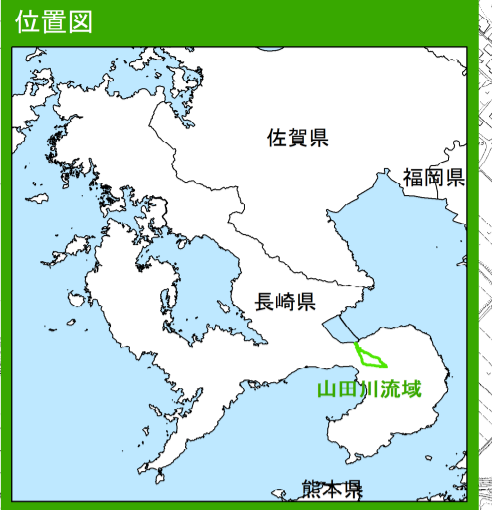 位置図
佐賀県
福岡県
長崎県
山田川流域
熊本県